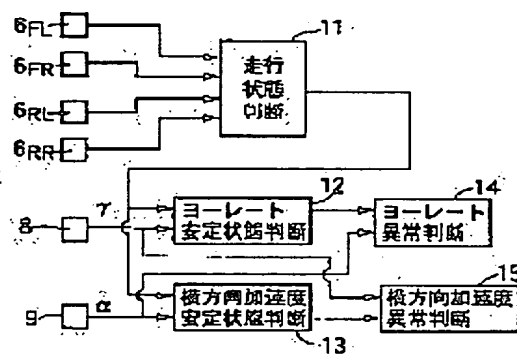 6FL
6FR
6RL
6RR
11
走行
状態
判断
12
14
8
γ
ヨーレート
安定状態判断
ヨーレート
異常判断
15
9
α
横方向加速度
安定状態判断
13
横方向加速度
異常判断